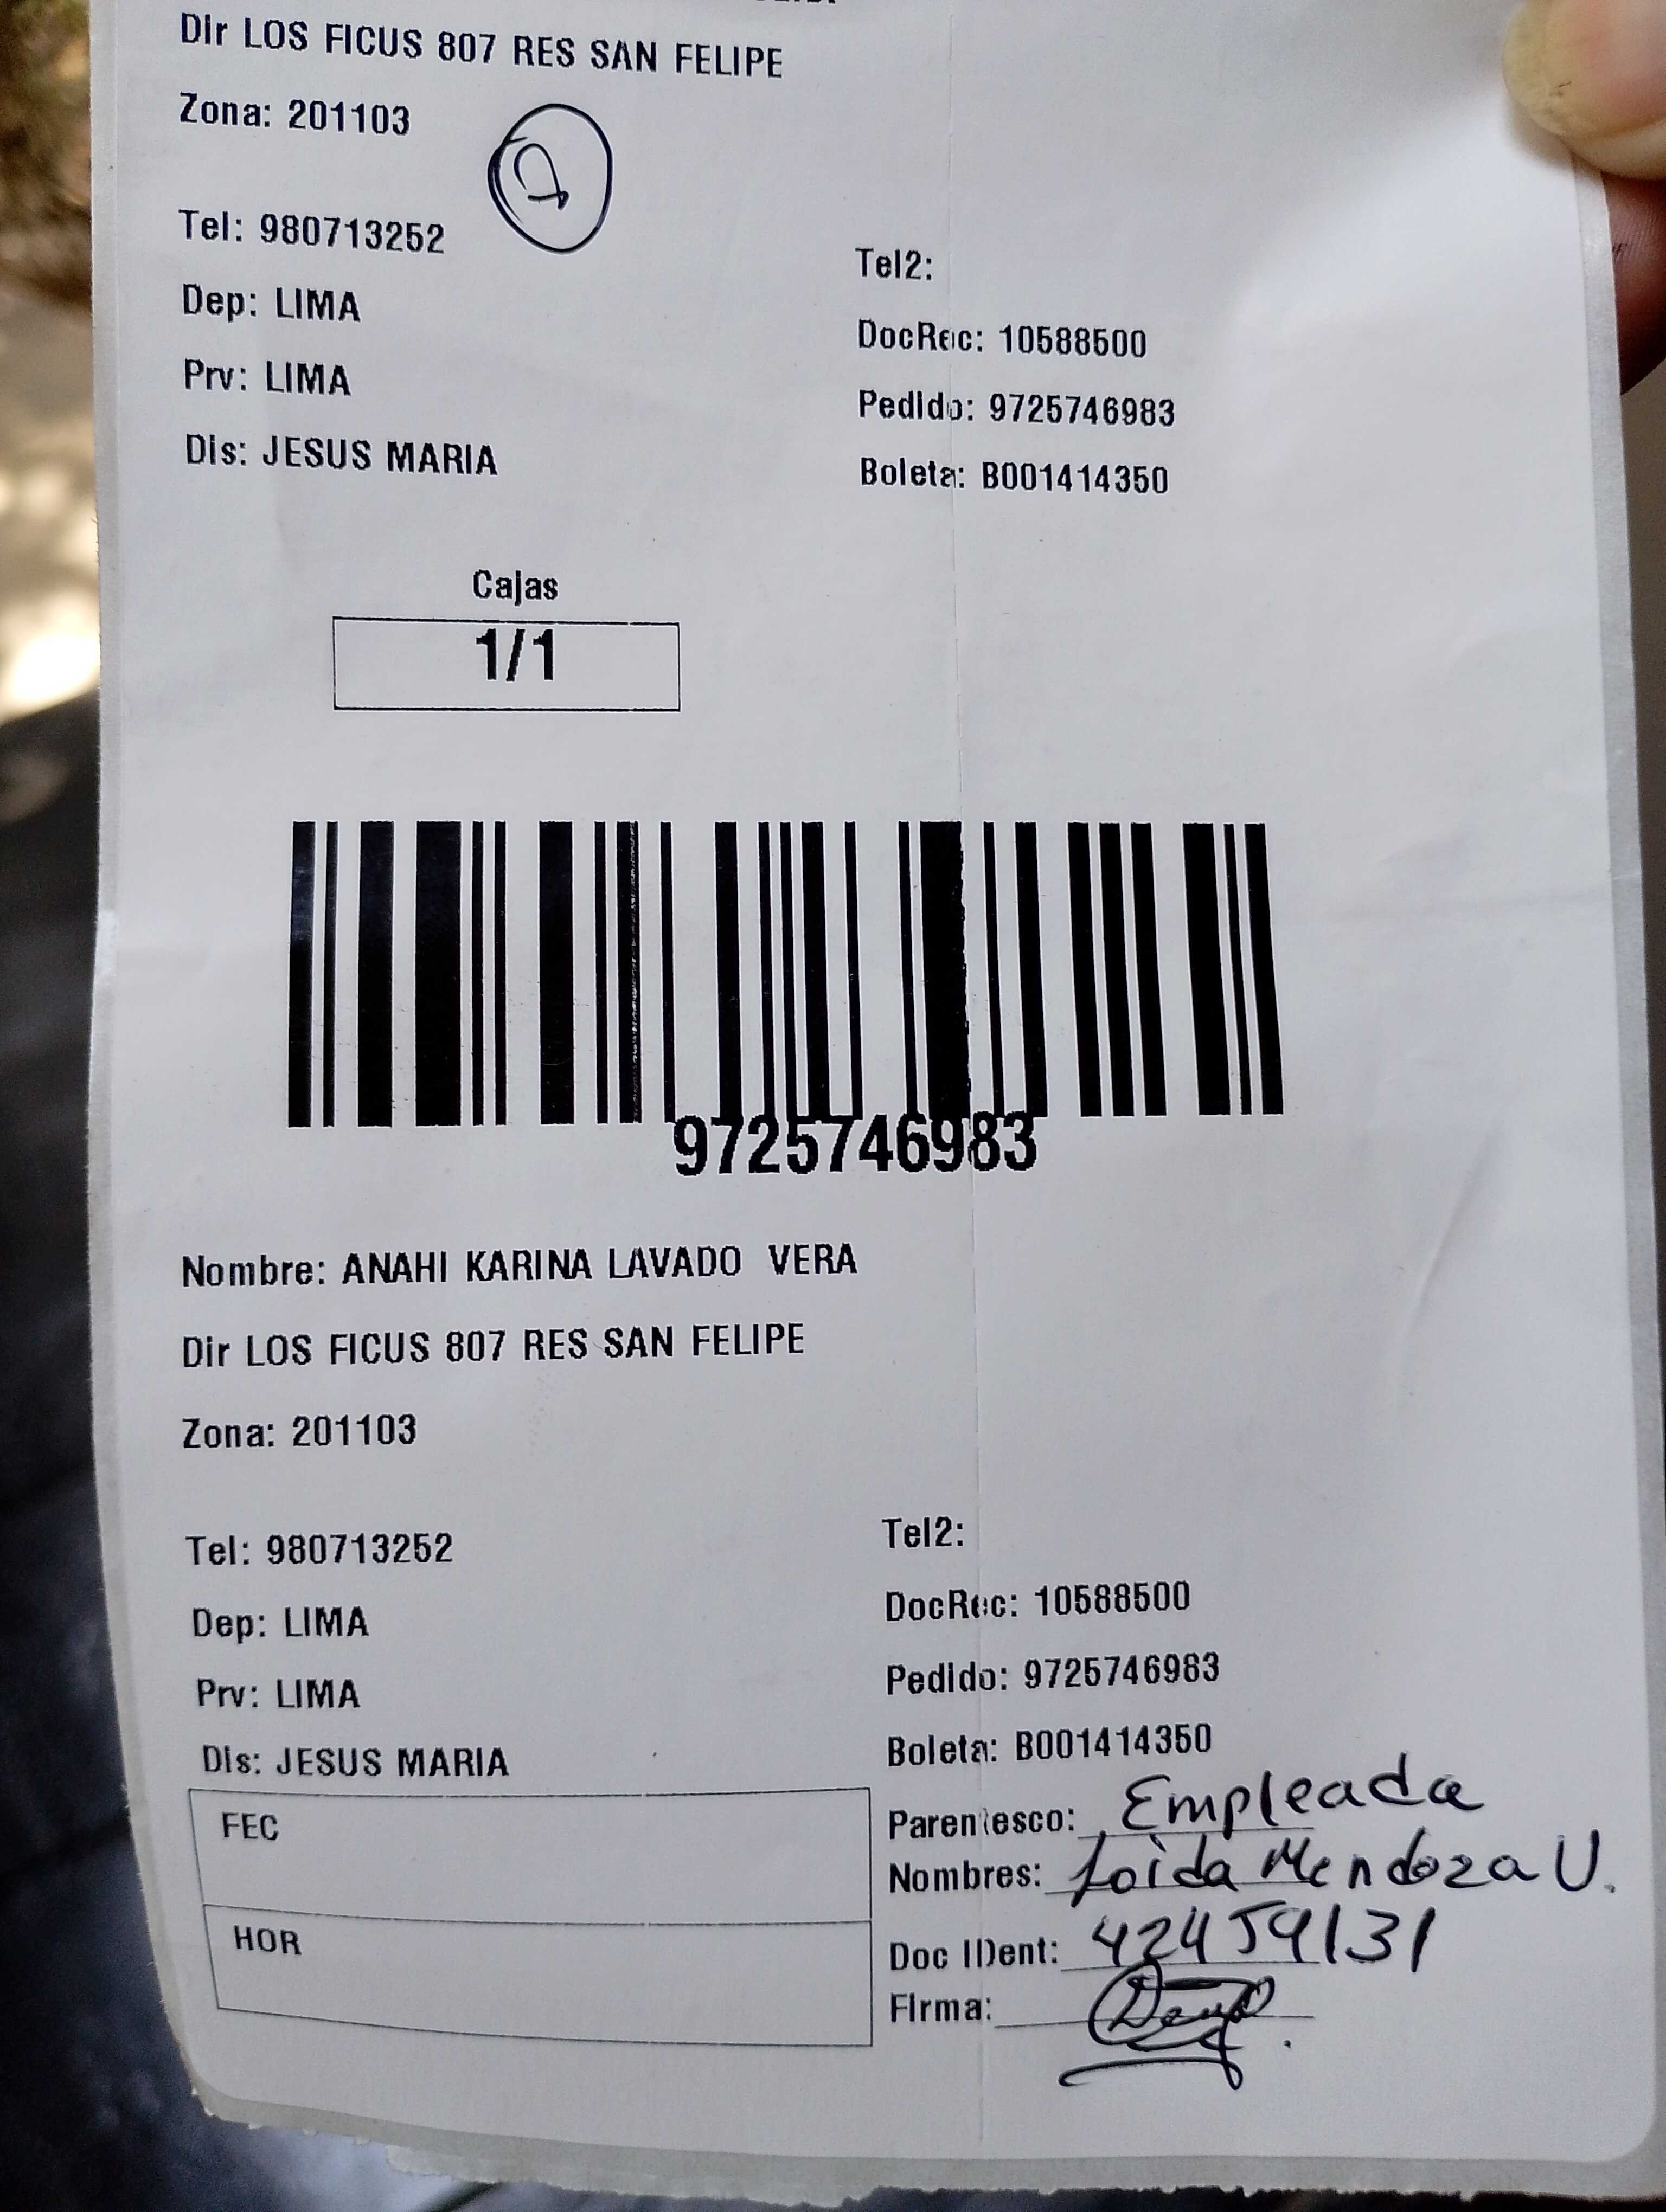 Dir LOS FICUS 807 RES SAN FELIPE
Zona: 201103
Tel: 980713252
Tel2:
Dep: LIMA
DocRec: 10588500
Prv: LIMA
Pedido: 9725746983
Dis: JESUS MARIA
Boleta: B001414350
Cajas
1/1
9725746983
Nombre: ANAHI KARINA LAVADO VERA
Dir LOS FICUS 807 RES SAN FELIPE
Zona: 201103
Tel: 980713252
Tel2:
Dep: LIMA
DocRec: 10588500
Prv: LIMA
Pedido: 9725746983
Dis: JESUS MARIA
Boleta: B001414350
FEC
Parentesco: Empleada
Nombres: Loida Mendoza U.
HOR
Doc IDent: 42459131
Firma: